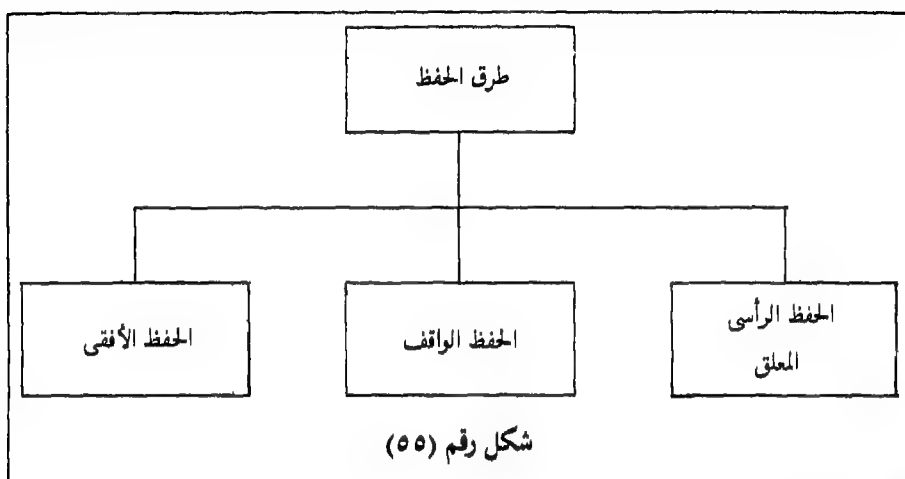 طرق الحفظ
الحفظ الرأسى
المعلق
الحفظ الواقف
الحفظ الأفقى
شكل رقم (٥٥)